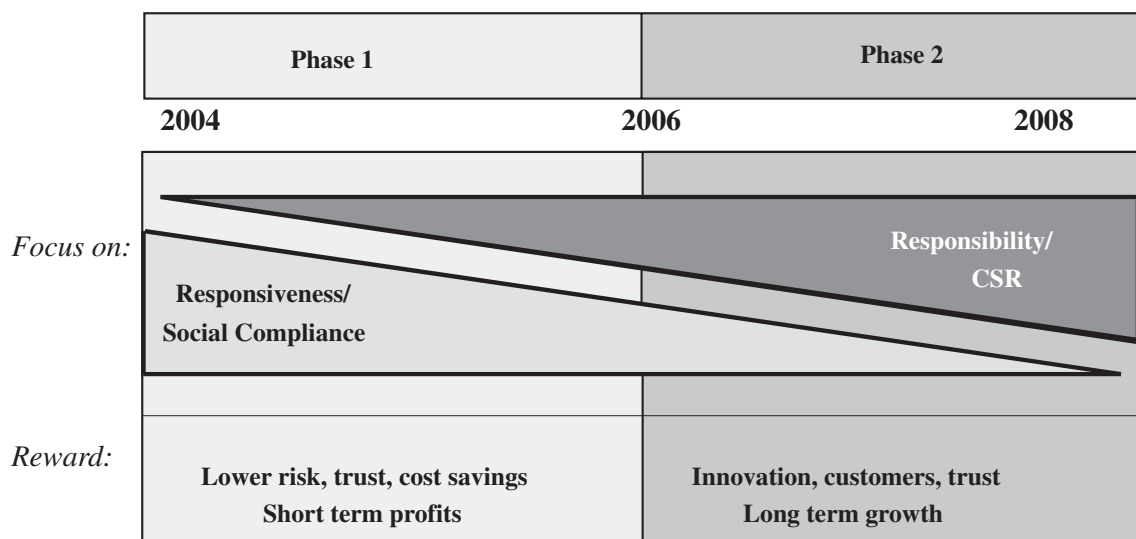 Phase 1
Phase 2
2004
2006
2008
Focus on:
Responsibility/
CSR
Responsiveness/
Social Compliance
Reward:
Lower risk, trust, cost savings
Short term profits
Innovation, customers, trust
Long term growth